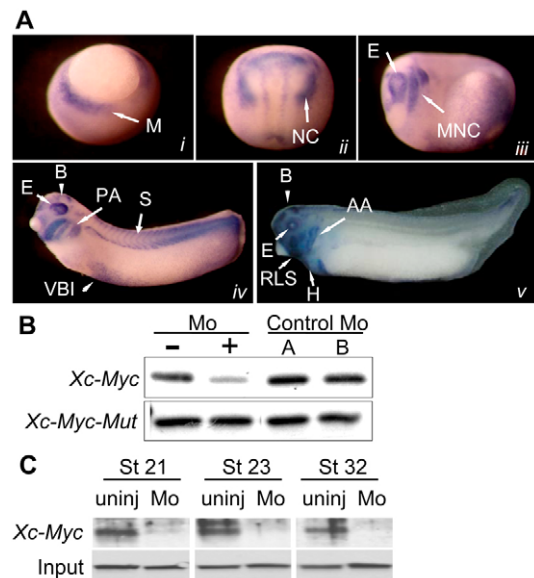 A
M
i
NC
ii
E
MNC
iii
B
E
PA
S
VBI
iv
B
AA
E
RLS
H
v
B
Mo
Control Mo
− + A B
Xc-Myc
Xc-Myc-Mut
C
St 21 St 23 St 32
uninj Mo uninj Mo uninj Mo
Xc-Myc
Input